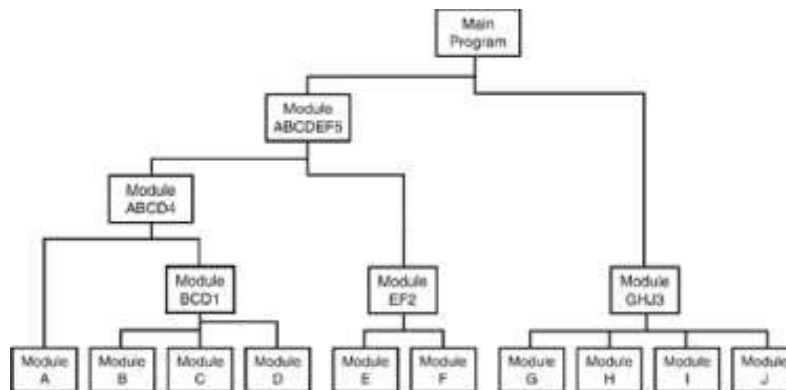 Main
Program
Module
ABCDEF5
Module
ABCD4
Module
BCD1
Module
EF2
Module
GHJ3
Module
A
Module
B
Module
C
Module
D
Module
E
Module
F
Module
G
Module
H
Module
I
Module
J